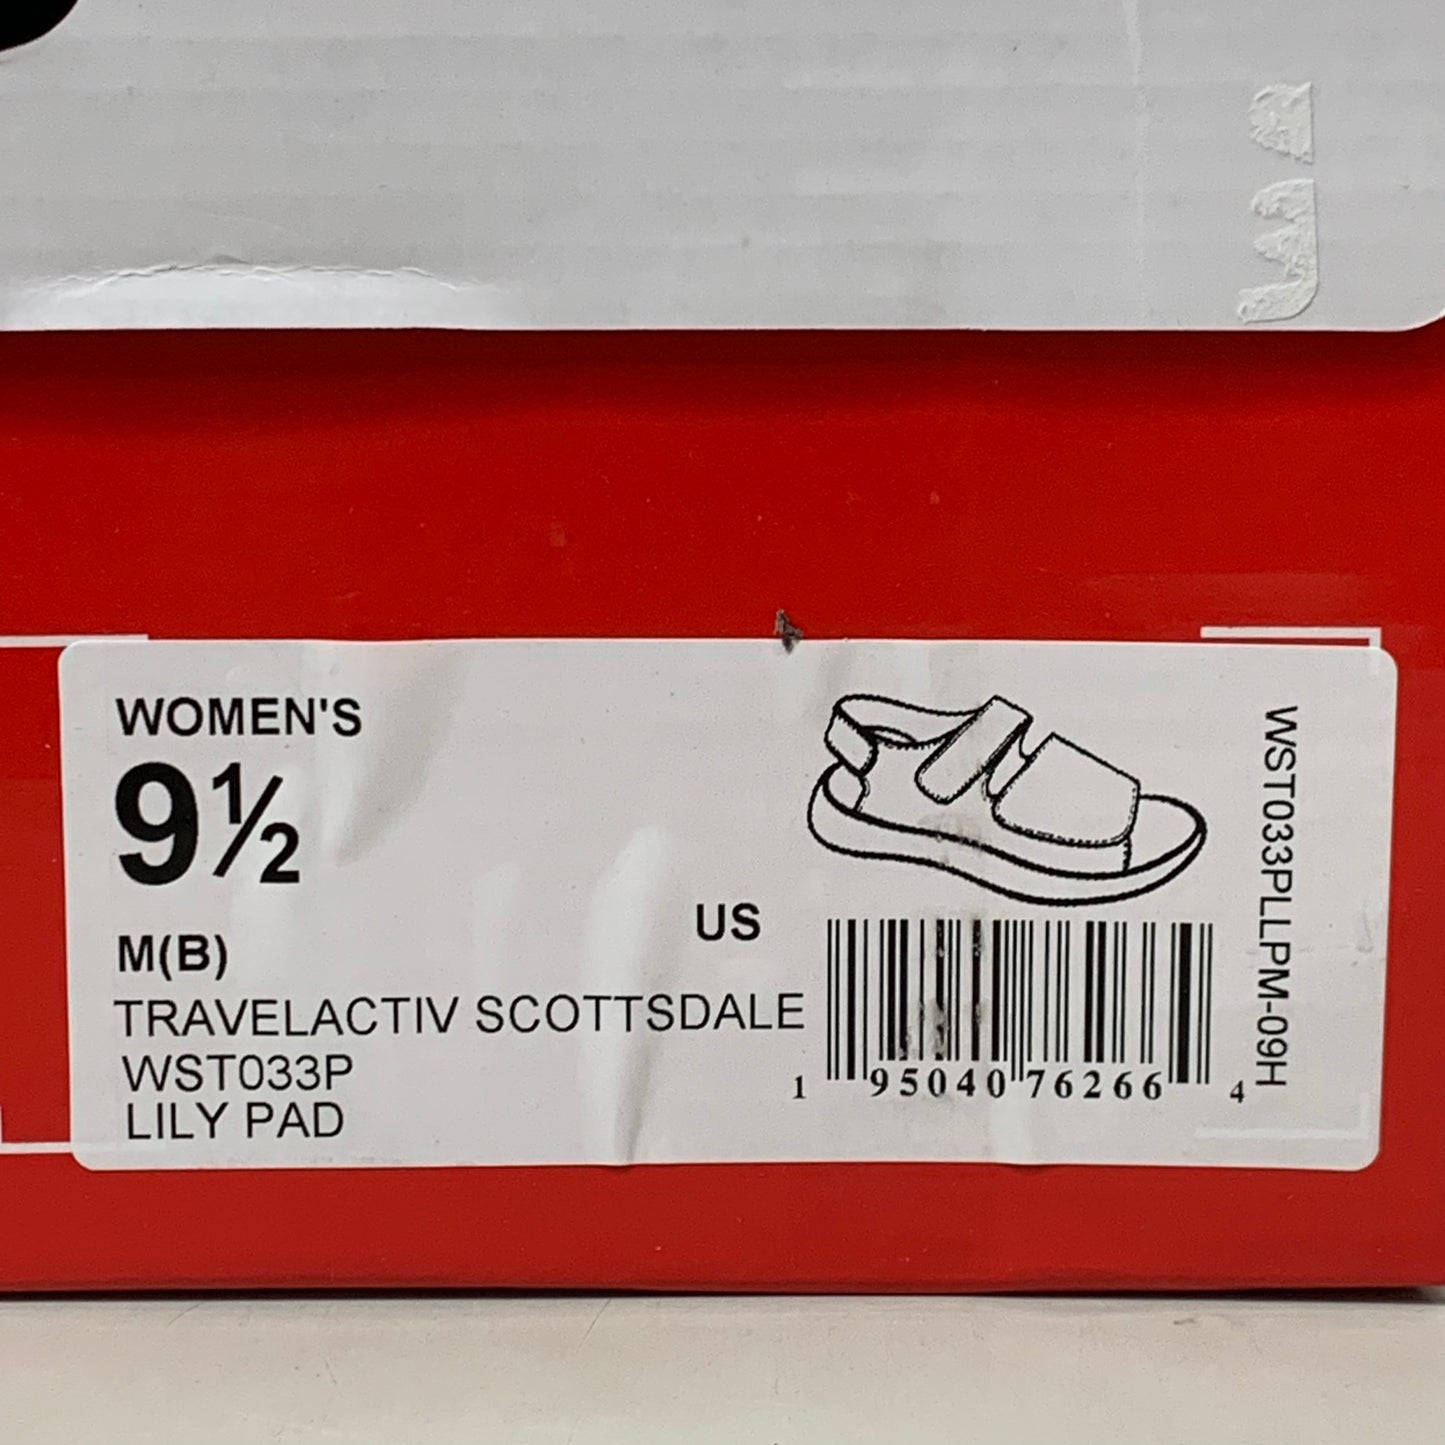 WOMEN'S
9½
M(B)
US
TRAVELACTIV SCOTTSDALE
WST033P
LILY PAD
1 95040 76266 4
WST033PLLPM-09H